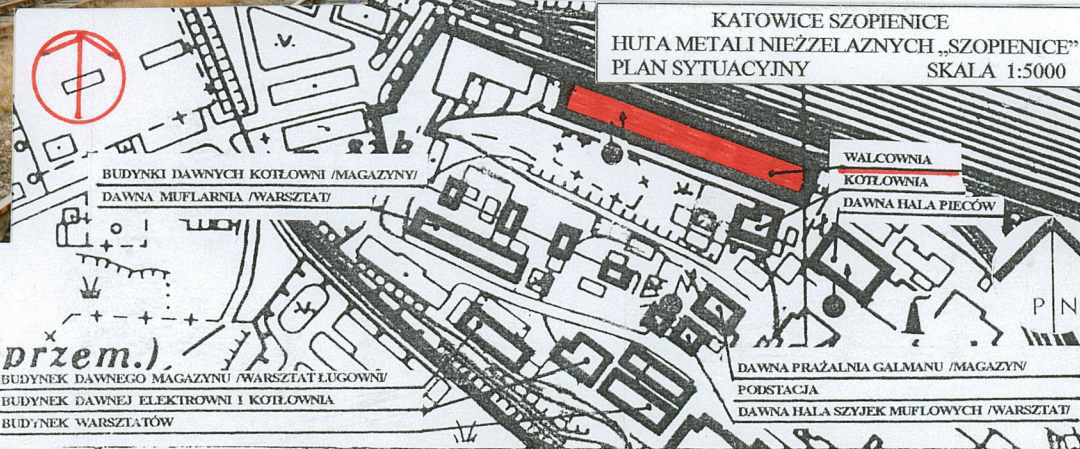 KATOWICE SZOPIENICE
HUTA METALI NIEŻZELAZNYCH „SZOPIENICE”
PLAN SYTUACYJNY SKALA 1:5000
BUDYNKI DAWNYCH KOTŁOWNI /MAGAZYNY/
DAWNA MUFLARNIA /WARSZTAT/
WALCOWNIA
KOTŁOWNIA
DAWNA HALA PIECÓW
P N
przem.)
BUDYNEK DAWNEGO MAGAZYNU /WARSZTAT ŁUGOWNI/
BUDYNEK DAWNEJ ELEKTROWNI I KOTŁOWNIA
BUDYNEK WARSZTATÓW
DAWNA PRAŻALNIA GALMANU /MAGAZYN/
PODSTACJA
DAWNA HALA SZYJEK MUFLOWYCH /WARSZTAT/